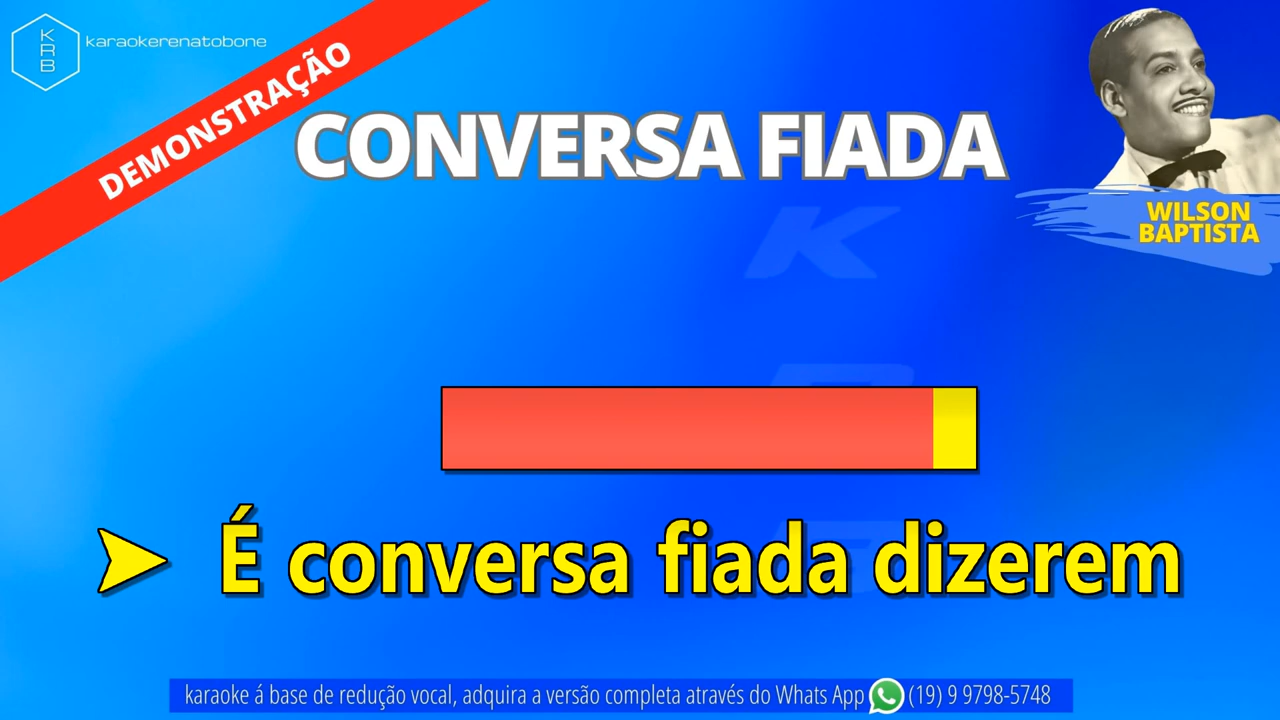 K
R
B
karaokerenatobone
DEMONSTRAÇÃO
CONVERSA FIADA
WILSON
BAPTISTA
K
R
B
É conversa fiada dizerem
karaoke á base de redução vocal, adquira a versão completa através do Whats App (19) 9 9798-5748